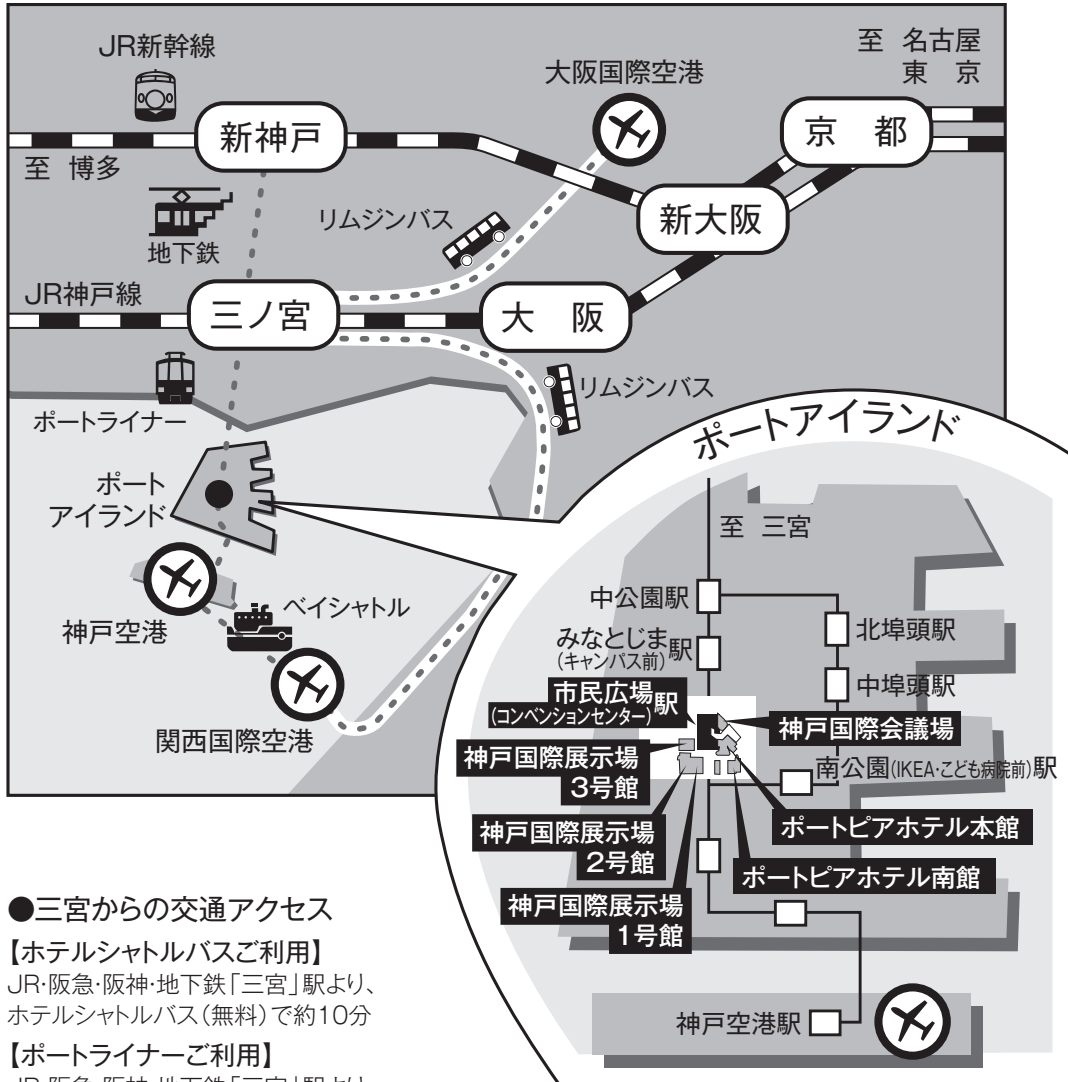 JR新幹線
至 名古屋
東 京
大阪国際空港
新神戸
京 都
至 博多
リムジンバス
新大阪
地下鉄
JR神戸線
三ノ宮
大 阪
リムジンバス
ポートライナー
ポート
アイランド
神戸空港
ベイシャトル
関西国際空港
ポートアイランド
至 三宮
中公園駅
北埠頭駅
みなとじま駅
(キャンパス前)
中埠頭駅
市民広場駅
(コンベンションセンター)
神戸国際会議場
神戸国際展示場
3号館
南公園(IKEA・こども病院前)駅
神戸国際展示場
2号館
ポートピアホテル本館
ポートピアホテル南館
神戸国際展示場
1号館
神戸空港駅
●三宮からの交通アクセス
【ホテルシャトルバスご利用】
JR・阪急・阪神・地下鉄「三宮」駅より、
ホテルシャトルバス(無料)で約10分
【ポートライナーご利用】
JR・阪急・阪神・地下鉄「三宮」駅より